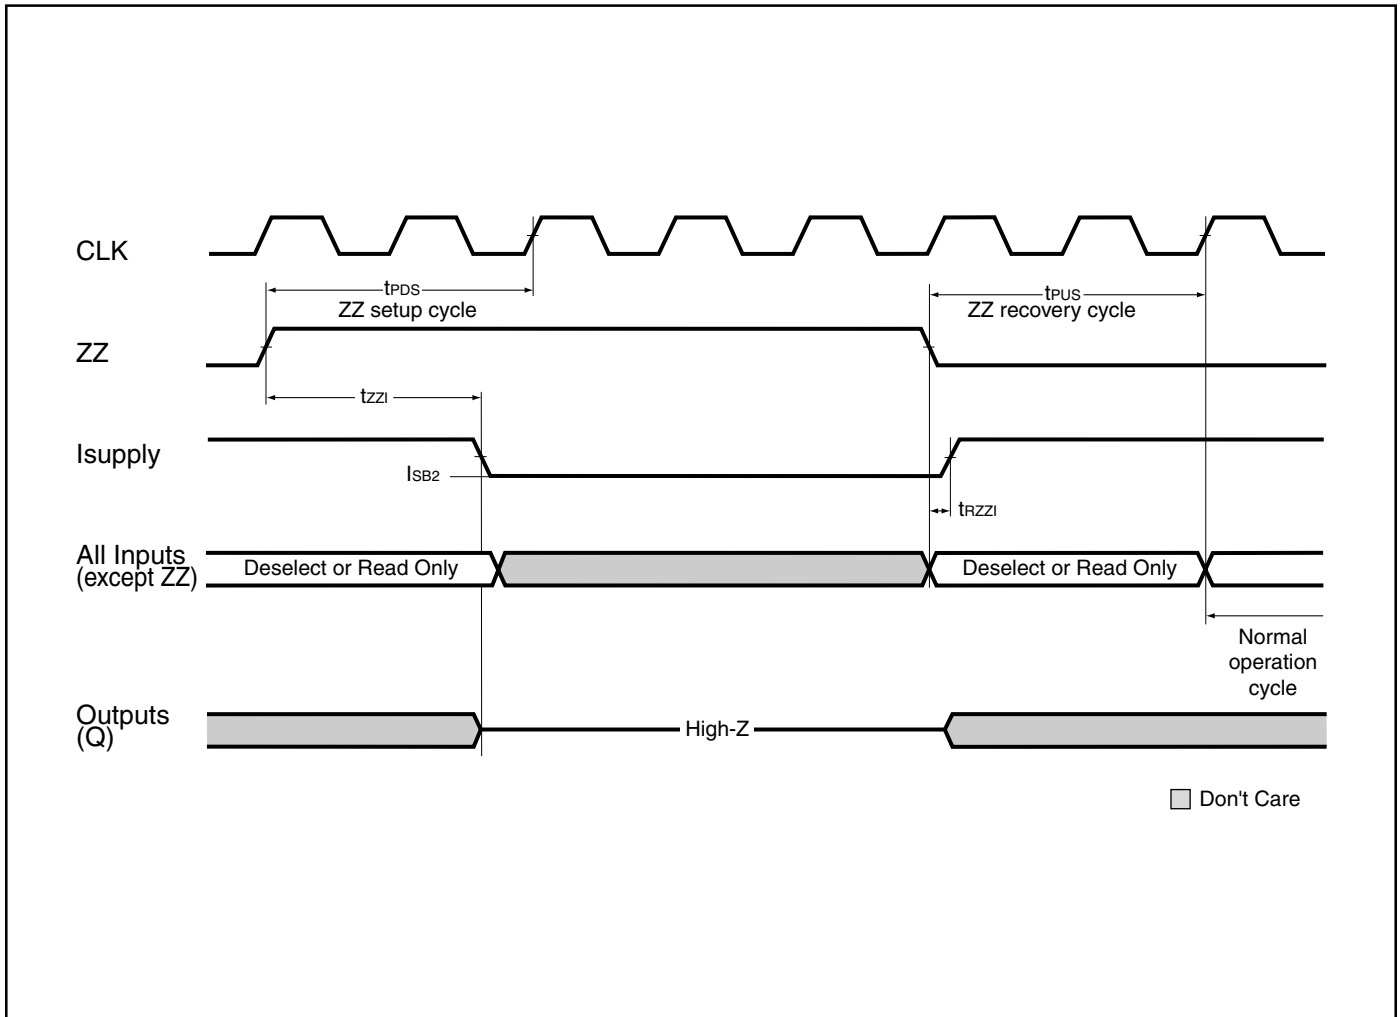 CLK
tPDS
ZZ setup cycle
tPUS
ZZ recovery cycle
ZZ
tZZI
Isupply
ISB2
tRZZI
All Inputs
(except ZZ)
Deselect or Read Only
Deselect or Read Only
Normal
operation
cycle
Outputs
(Q)
High-Z
Don't Care